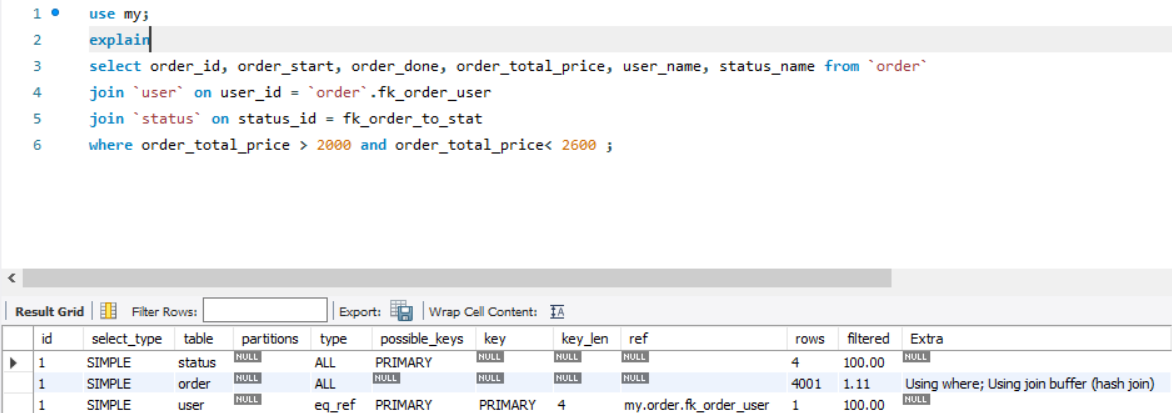 1 use my;
2 explain
3 select order_id, order_start, order_done, order_total_price, user_name, status_name from `order`
4 join `user` on user_id = `order`.fk_order_user
5 join `status` on status_id = fk_order_to_stat
6 where order_total_price > 2000 and order_total_price< 2600 ;
Result Grid Filter Rows: Export: Wrap Cell Content: IA
id select_type table partitions type possible_keys key key_len ref rows filtered Extra
1 SIMPLE status NULL ALL PRIMARY NULL NULL NULL 4 100.00 NULL
1 SIMPLE order NULL ALL NULL NULL NULL NULL 4001 1.11 Using where; Using join buffer (hash join)
1 SIMPLE user NULL eq_ref PRIMARY PRIMARY 4 my.order.fk_order_user 1 100.00 NULL